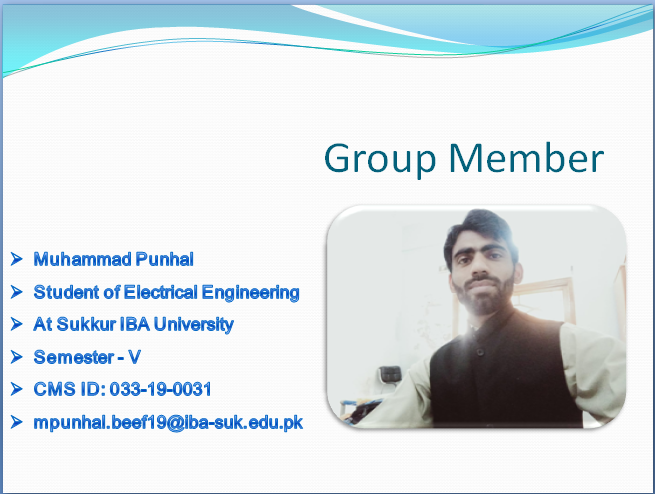 Group Member
Muhammad Punhal
Student of Electrical Engineering
At Sukkur IBA University
Semester - V
CMS ID: 033-19-0031
mpunhal.beef19@iba-suk.edu.pk